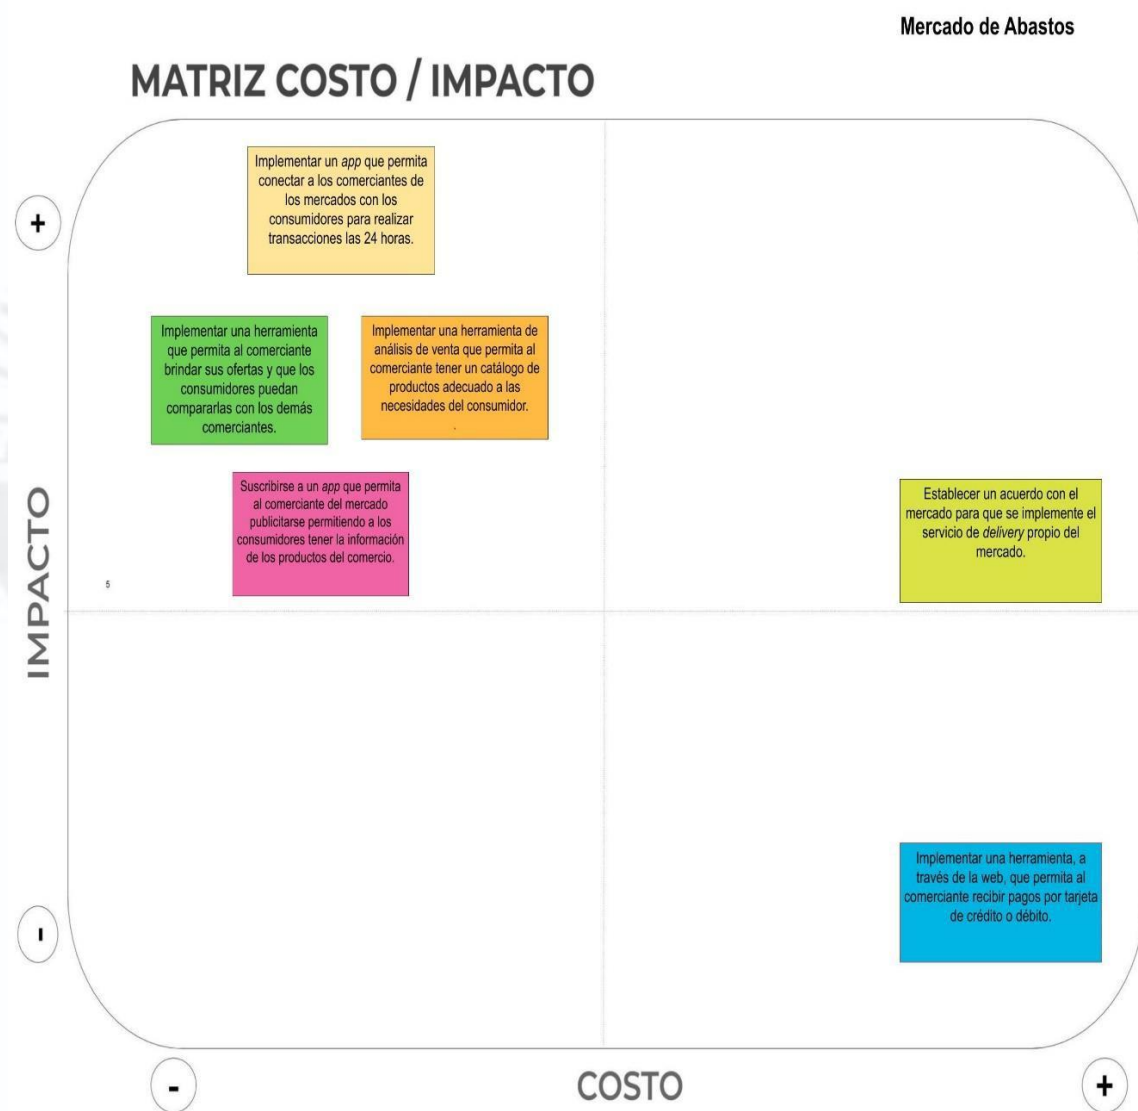 Mercado de Abastos
MATRIZ COSTO / IMPACTO
+
Implementar un app que permita
conectar a los comerciantes de
los mercados con los
consumidores para realizar
transacciones las 24 horas.
Implementar una herramienta
que permita al comerciante
brindar sus ofertas y que los
consumidores puedan
compararlas con los demás
comerciantes.
Implementar una herramienta de
análisis de venta que permita al
comerciante tener un catálogo de
productos adecuado a las
necesidades del consumidor.
.
Suscribirse a un app que permita
al comerciante del mercado
publicitarse permitiendo a los
consumidores tener la información
de los productos del comercio.
Establecer un acuerdo con el
mercado para que se implemente el
servicio de delivery propio del
mercado.
5
IMPACTO
Implementar una herramienta, a
través de la web, que permita al
comerciante recibir pagos por tarjeta
de crédito o débito.
-
-
COSTO
+